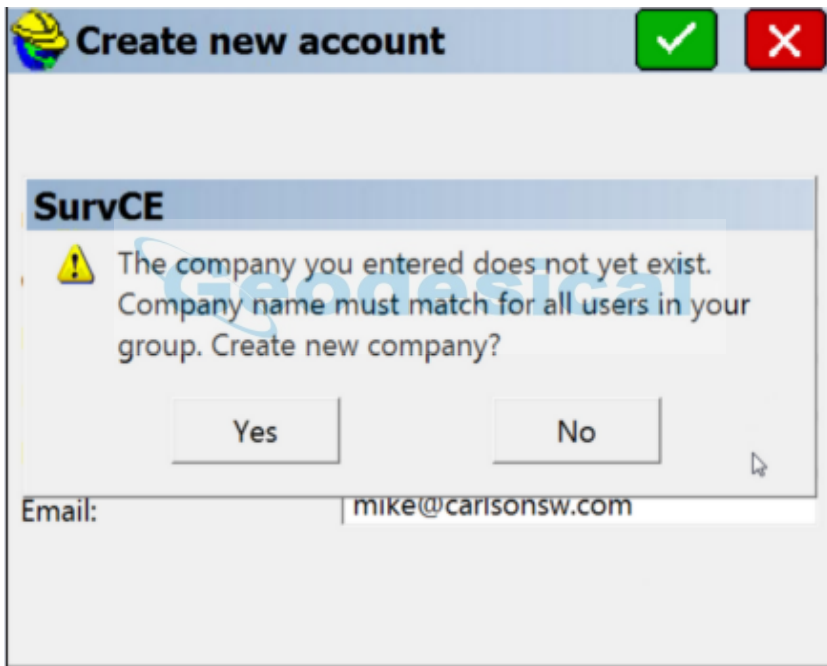 Create new account
SurvCE
The company you entered does not yet exist.
Company name must match for all users in your
group. Create new company?
Geodesical
Yes
No
Email:
mike@carlsonsw.com